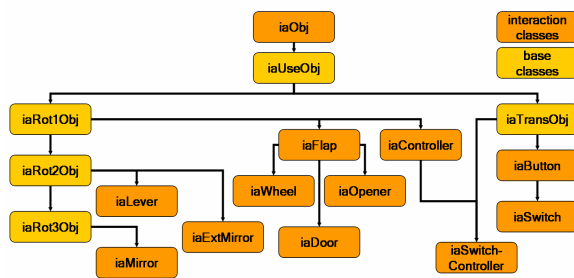 iaObj
interaction
classes
iaUseObj
base
classes
iaRot1Obj
iaFlap
iaController
iaTransObj
iaRot2Obj
iaWheel
iaOpener
iaButton
iaLever
iaRot3Obj
iaExtMirror
iaDoor
iaSwitch
iaMirror
iaSwitch-
Controller